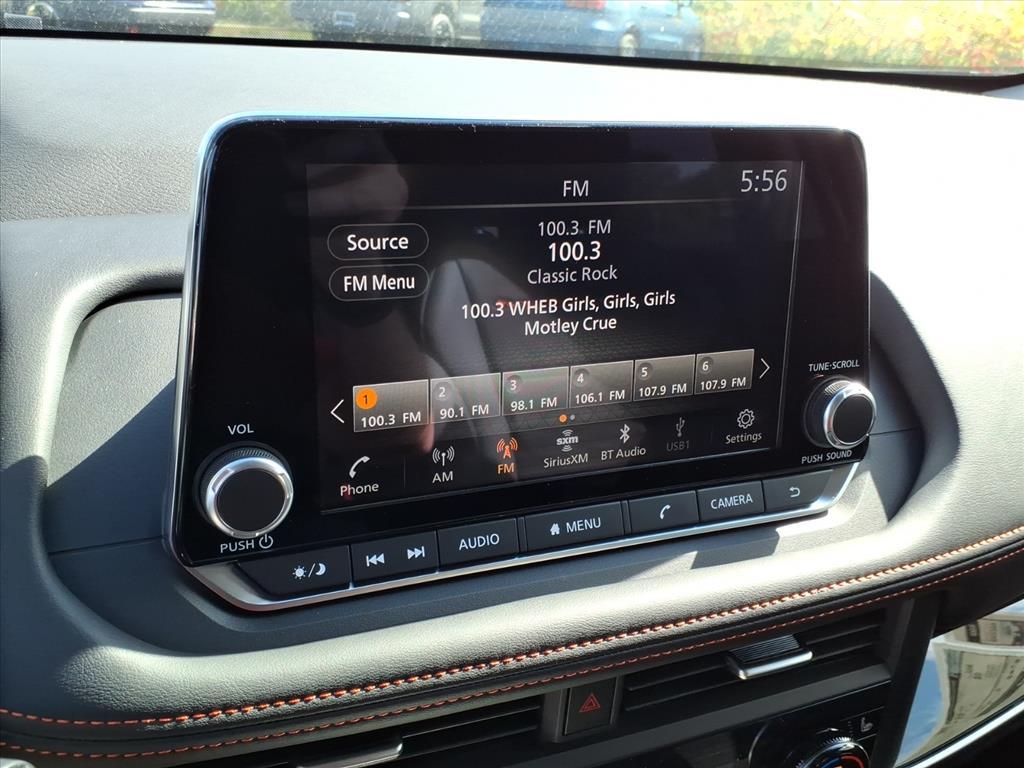 FM
5:56
Source
FM Menu
100.3 FM
100.3
Classic Rock
100.3 WHEB Girls, Girls, Girls
Motley Crue
1
100.3 FM
2
90.1 FM
3
98.1 FM
4
106.1 FM
5
107.9 FM
6
107.9 FM
Phone
AM
FM
sxm
SiriusXM
BT Audio
USB1
Settings
VOL
PUSH
TUNE·SCROLL
PUSH SOUND
AUDIO
MENU
CAMERA